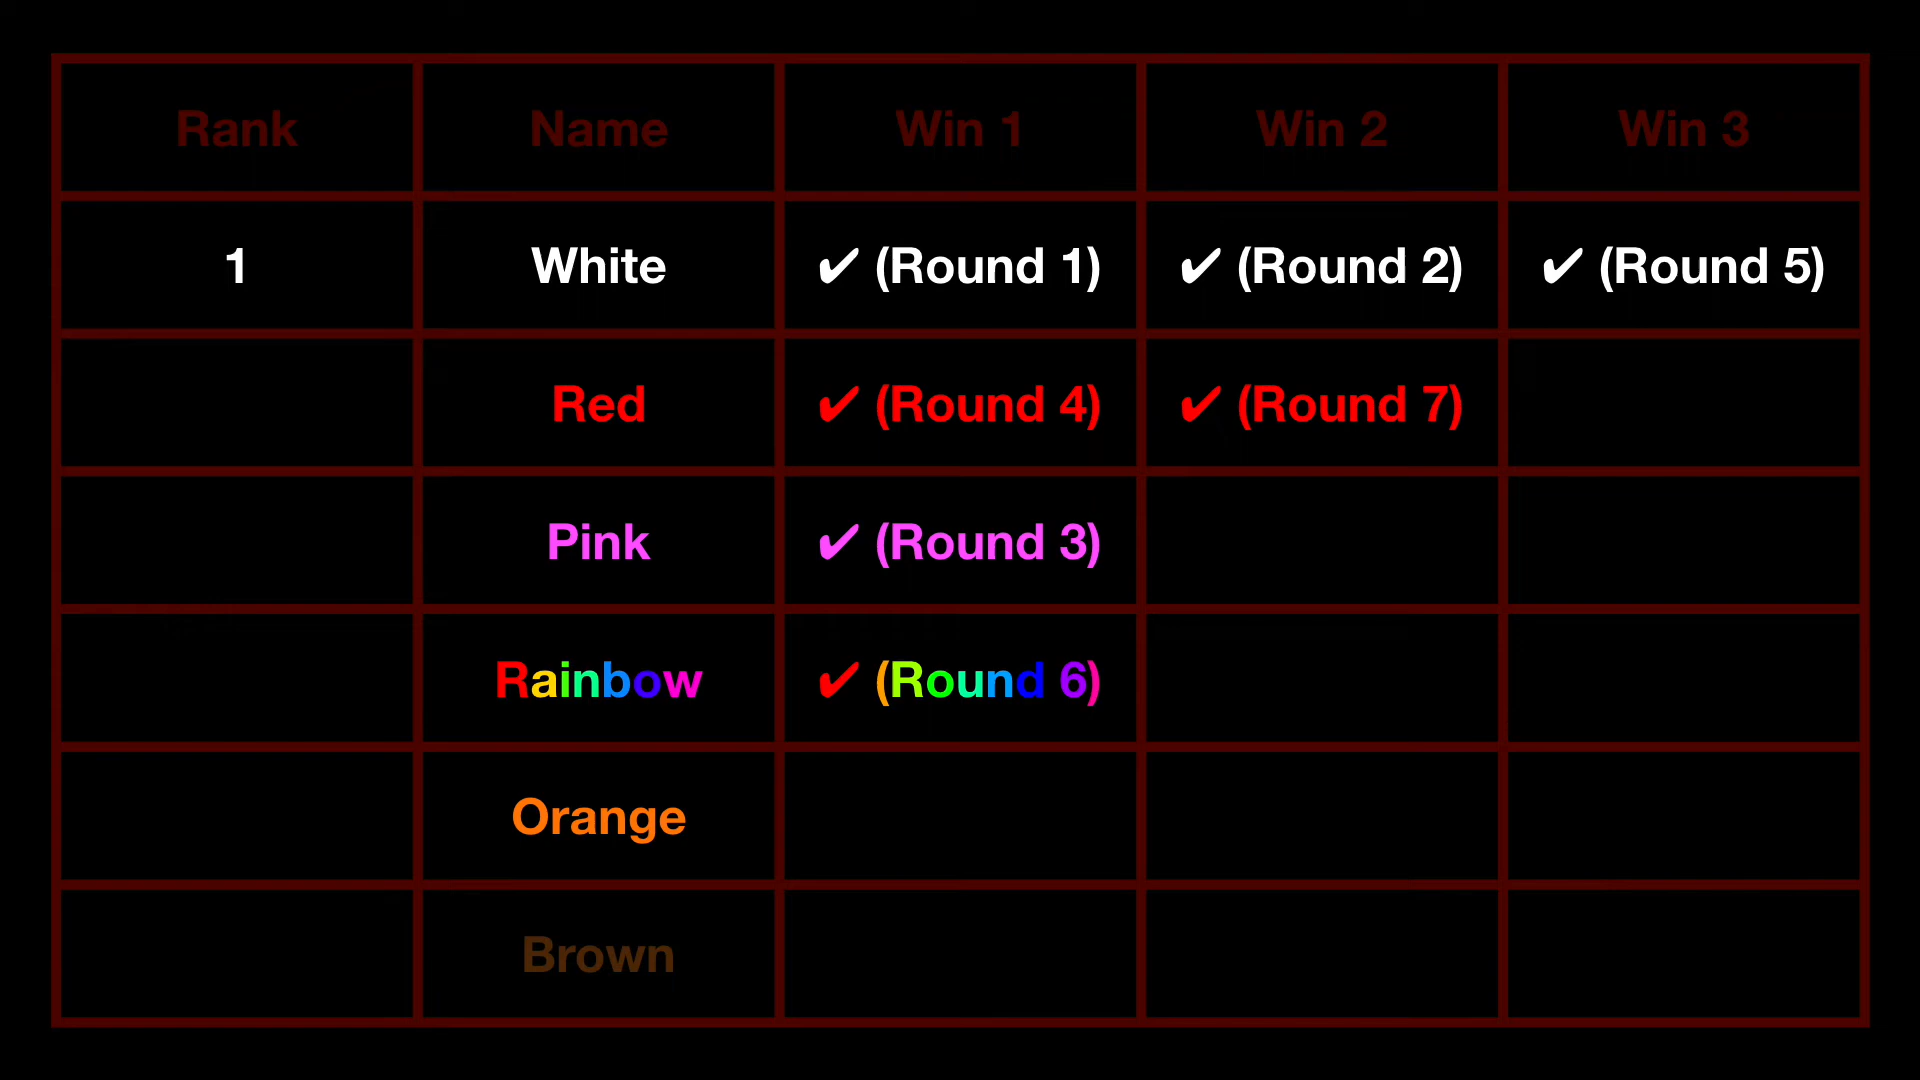 Rank Name Win 1 Win 2 Win 3
1 White ✔ (Round 1) ✔ (Round 2) ✔ (Round 5)
Red ✔ (Round 4) ✔ (Round 7)
Pink ✔ (Round 3)
Rainbow ✔ (Round 6)
Orange
Brown